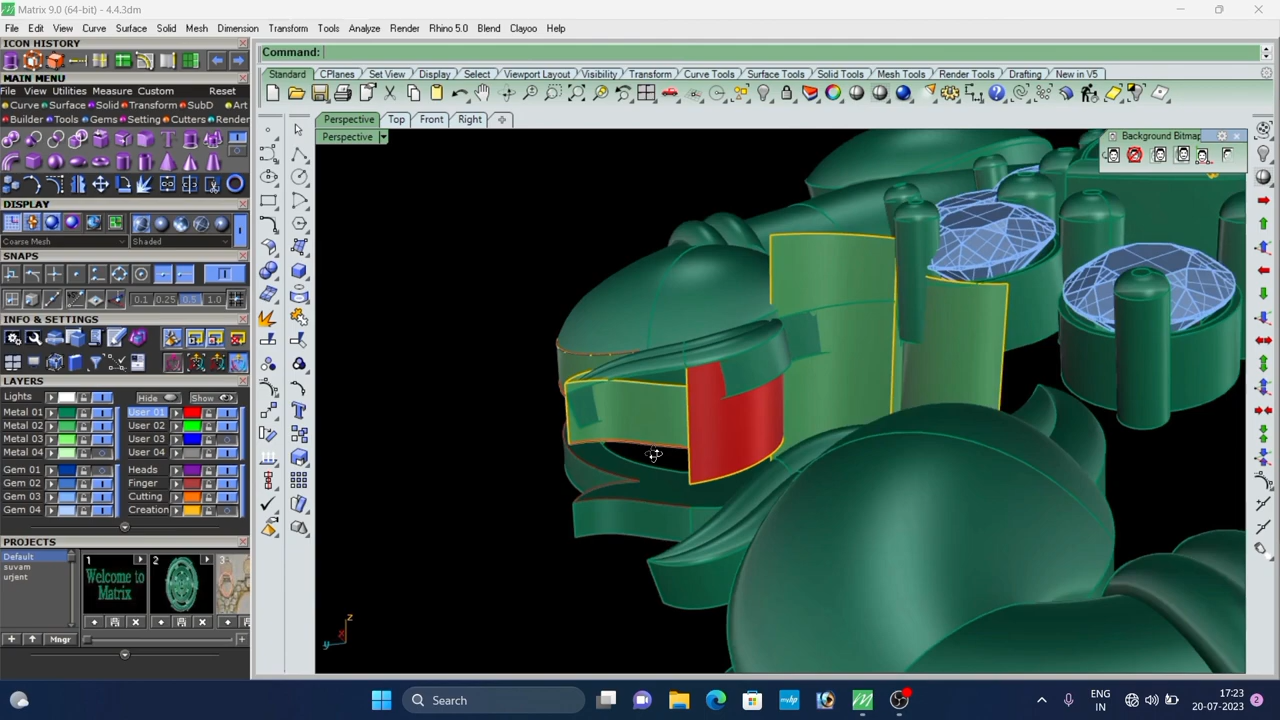 Matrix 9.0 (64-bit) - 4.4.3dm
File Edit View Curve Surface Solid Mesh Dimension Transform Tools Analyze Render Rhino 5.0 Blend Clayoo Help
ICON HISTORY
Command:
MAIN MENU
Standard CPlanes Set View Display Select Viewport Layout Visibility Transform Curve Tools Surface Tools Solid Tools Mesh Tools Render Tools Drafting New in V5
File View Utilities Measure Custom Reset
Curve Surface Solid Transform SubD Art
Builder Tools Gems Setting Cutters Render
Perspective Top Front Right
Perspective
Background Bitmap
DISPLAY
Coarse Mesh Shaded
SNAPS
0.1 0.25 0.5 1.0
INFO & SETTINGS
LAYERS
Lights Hide Show
Metal 01 User 01
Metal 02 User 02
Metal 03 User 03
Metal 04 User 04
Gem 01 Heads
Gem 02 Finger
Gem 03 Cutting
Gem 04 Creation
PROJECTS
Default
suvam
urjent
1 Welcome to Matrix
2
3
Mngr
z
x
y
Search
ENG
IN
17:23
20-07-2023
2